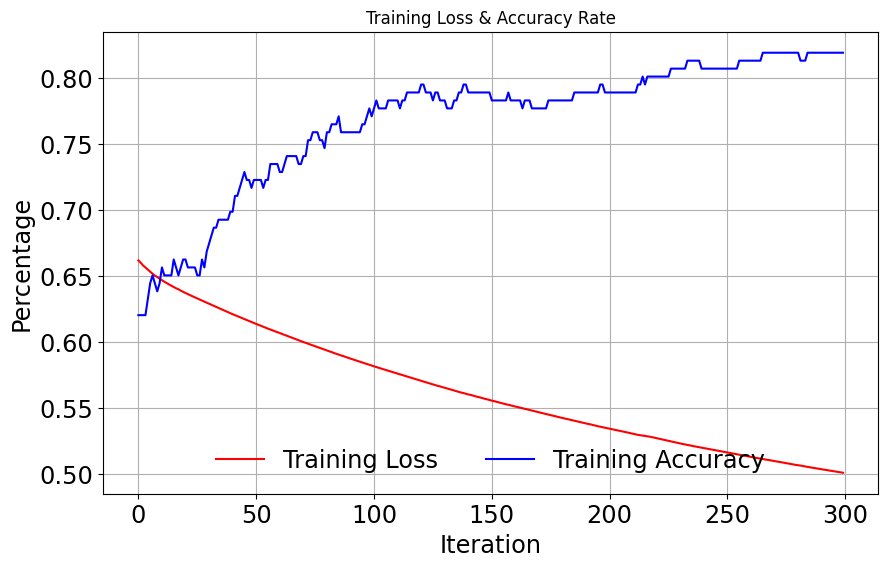 Training Loss & Accuracy Rate
0.80
0.75
0.70
0.65
0.60
0.55
0.50
Percentage
Training Loss
Training Accuracy
0 50 100 150 200 250 300
Iteration